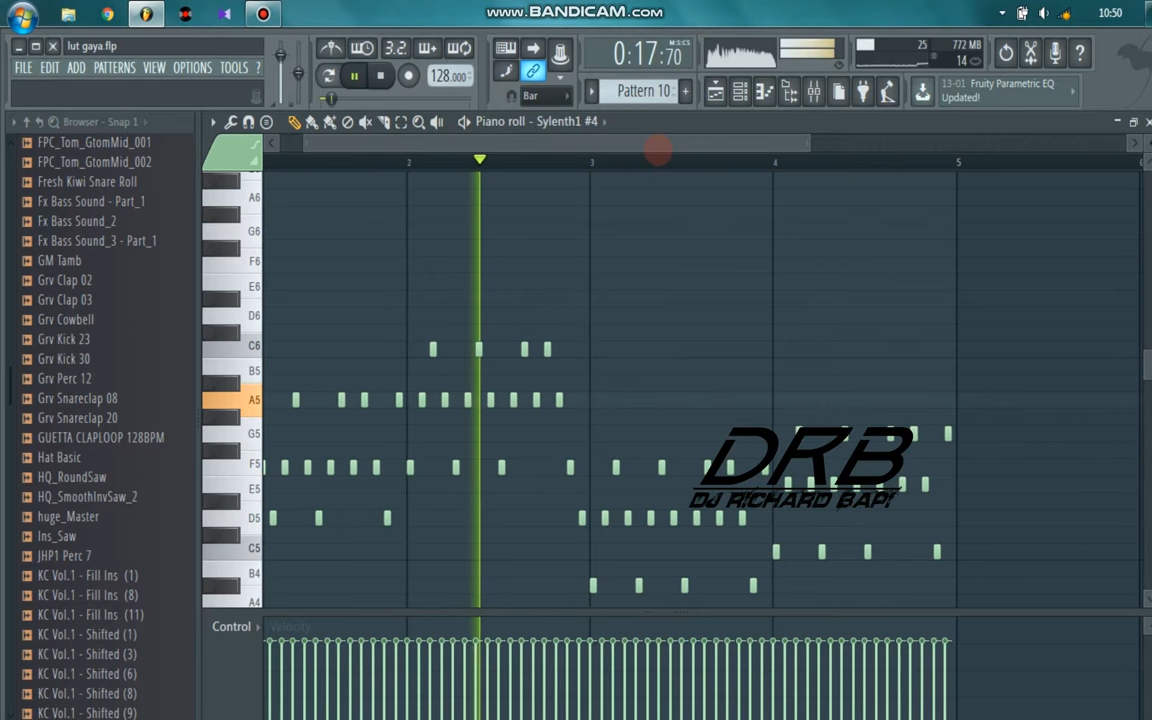 www.BANDICAM.com
10:50
lut gaya.flp
3.2.
0:17:70
M:S:CS
25
772 MB
14
FILE EDIT ADD PATTERNS VIEW OPTIONS TOOLS ?
128.000
Bar
Pattern 10
13-01 Fruity Parametric EQ
Updated!
Browser - Snap 1
Piano roll - Sylenth1 #4
2
3
4
5
FPC_Tom_GtomMid_001
FPC_Tom_GtomMid_002
Fresh Kiwi Snare Roll
Fx Bass Sound - Part_1
Fx Bass Sound_2
Fx Bass Sound_3 - Part_1
GM Tamb
Grv Clap 02
Grv Clap 03
Grv Cowbell
Grv Kick 23
Grv Kick 30
Grv Perc 12
Grv Snareclap 08
Grv Snareclap 20
GUETTA CLAPLOOP 128BPM
Hat Basic
HQ_RoundSaw
HQ_SmoothInvSaw_2
huge_Master
Ins_Saw
JHP1 Perc 7
KC Vol.1 - Fill Ins (1)
KC Vol.1 - Fill Ins (8)
KC Vol.1 - Fill Ins (11)
KC Vol.1 - Shifted (1)
KC Vol.1 - Shifted (3)
KC Vol.1 - Shifted (6)
KC Vol.1 - Shifted (8)
KC Vol.1 - Shifted (9)
A6
G6
F6
E6
D6
C6
B5
A5
G5
F5
E5
D5
C5
B4
A4
DRB
DJ RICHARD BAPI
Control
Velocity